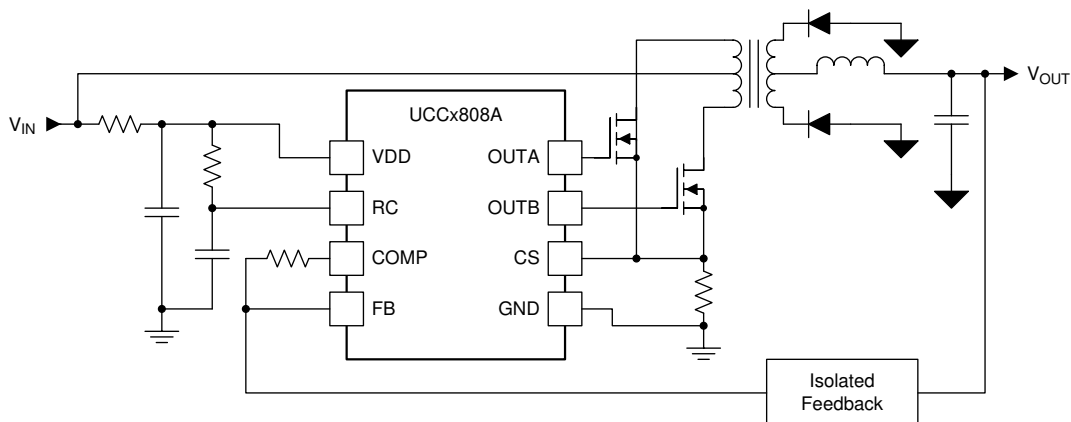 UCCx808A
V_IN
VDD
OUTA
RC
OUTB
COMP
CS
FB
GND
V_OUT
Isolated
Feedback